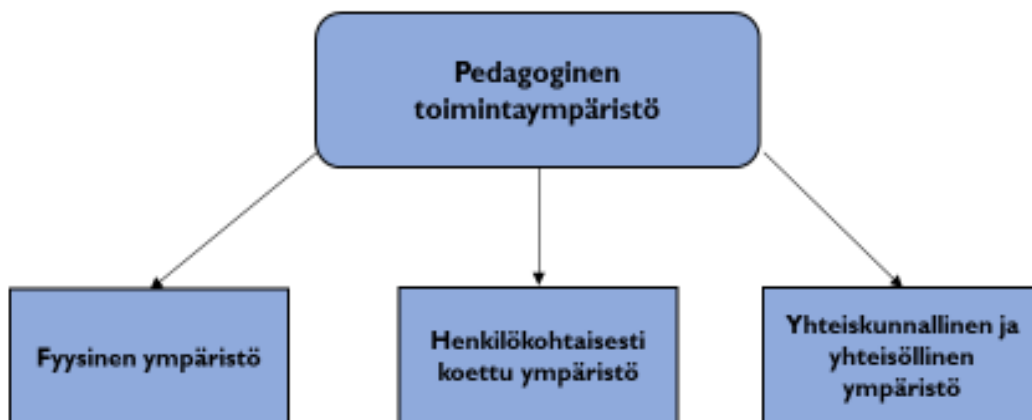 Pedagoginen
toimintaympäristö
Fyysinen ympäristö
Henkilökohtaisesti
koettu ympäristö
Yhteiskunnallinen ja
yhteisöllinen
ympäristö